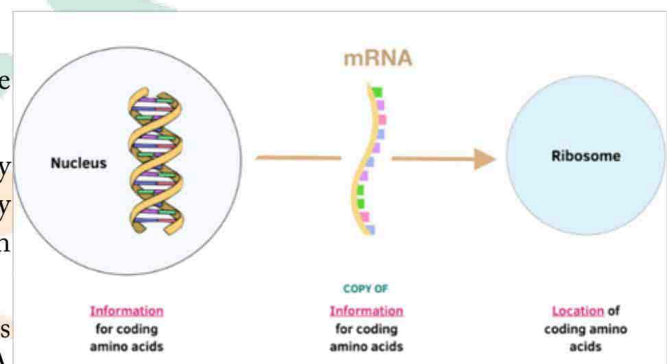 e
mRNA
y
Nucleus
Ribosome
y
n
COPY OF
Information
Information
Location of
for coding
for coding
coding amino
s
amino acids
amino acids
acids